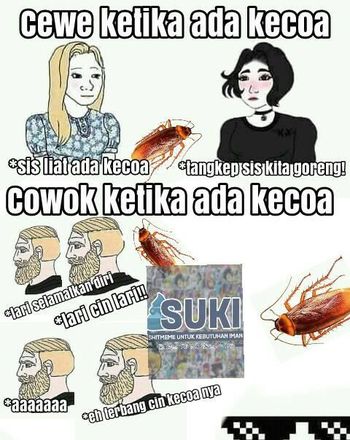 cewe ketika ada kecoa
*sis liat ada kecoa
*tangkep sis kita goreng!
cowok ketika ada kecoa
*lari selamatkan diri
*lari cin lari!!
SUKI
SHITMEME UNTUK KEBUTUHAN IMAN
*aaaaaaa
*eh terbang cin kecoa nya